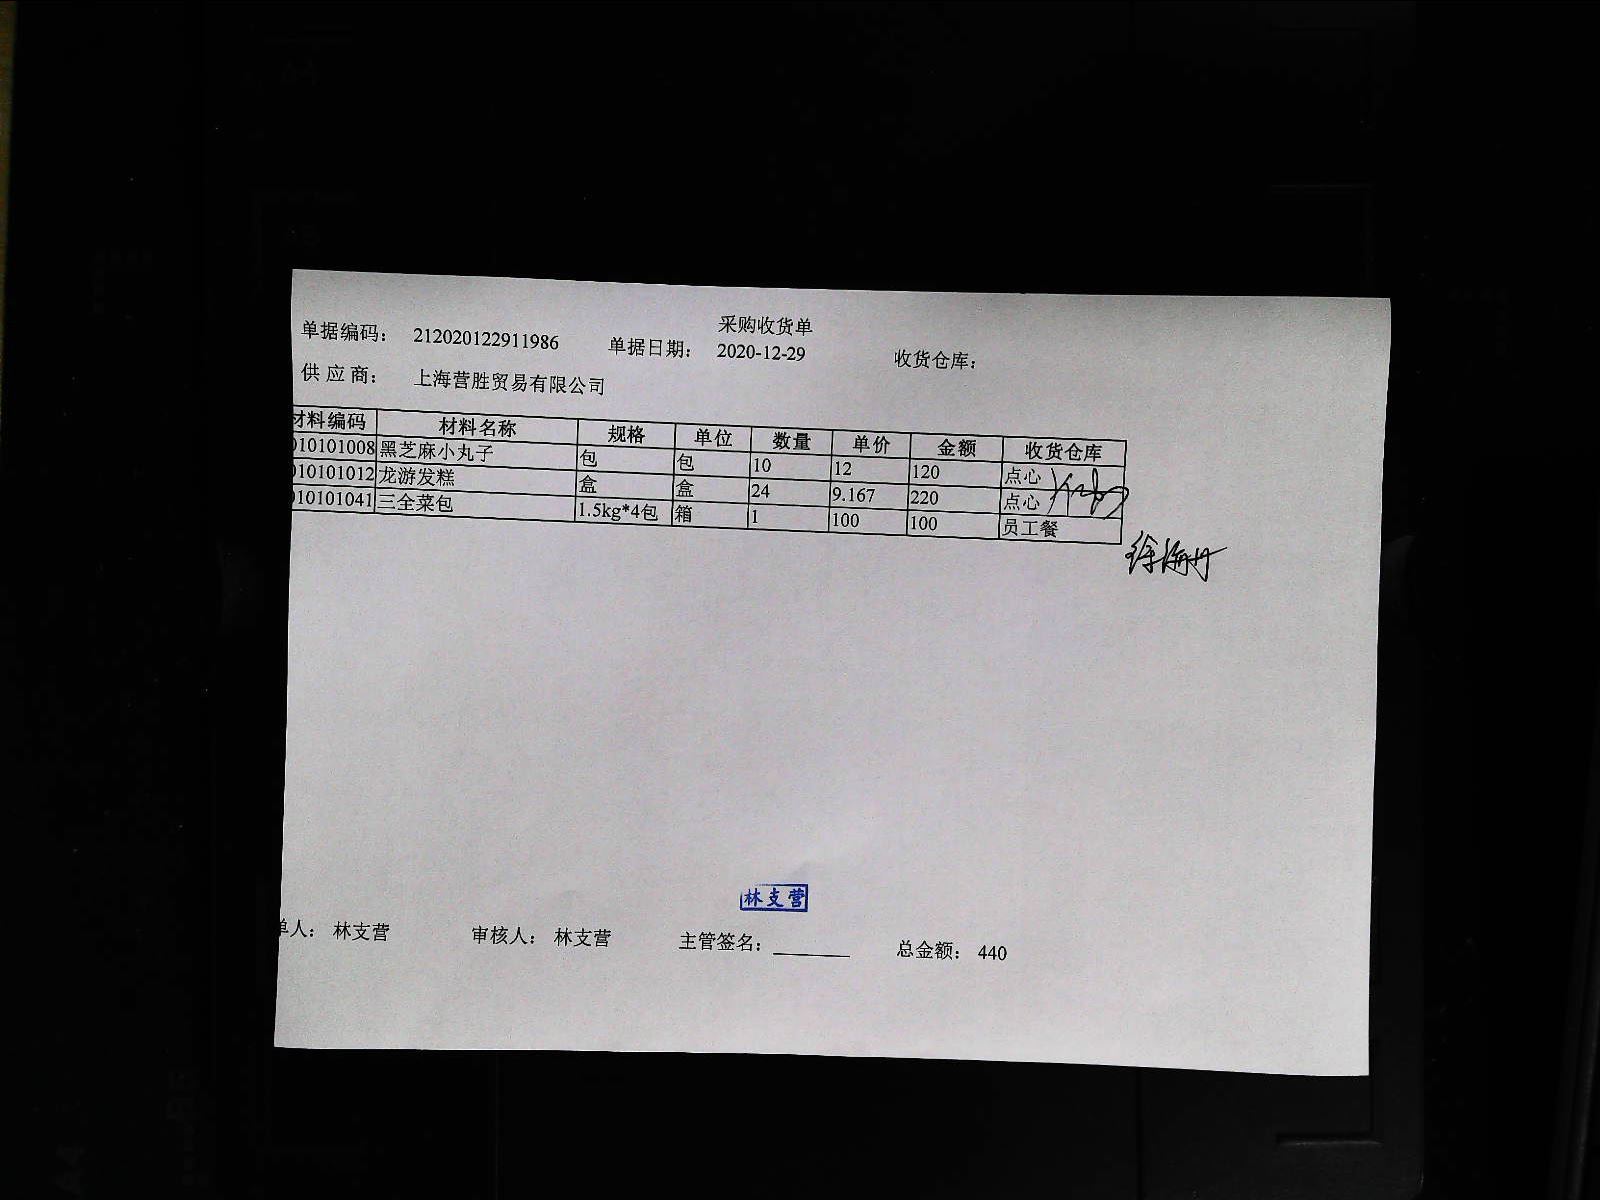 采购收货单
单据编码： 212020122911986 单据日期： 2020-12-29 收货仓库：
供 应 商： 上海营胜贸易有限公司
材料编码 材料名称 规格 单位 数量 单价 金额 收货仓库
010101008 黑芝麻小丸子 包 包 10 12 120 点心
010101012 龙游发糕 盒 盒 24 9.167 220 点心
010101041 三全菜包 1.5kg*4包 箱 1 100 100 员工餐
林支营
单人： 林支营 审核人： 林支营 主管签名： 总金额： 440